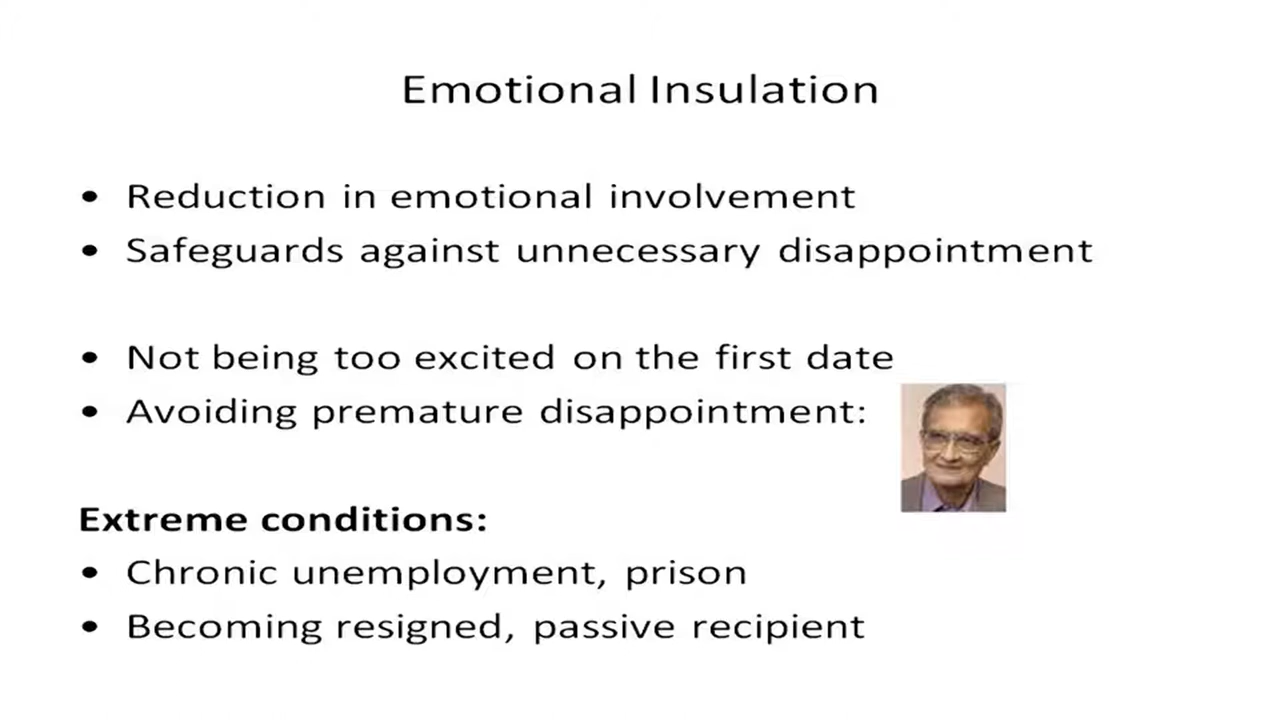 Emotional Insulation
• Reduction in emotional involvement
• Safeguards against unnecessary disappointment
• Not being too excited on the first date
• Avoiding premature disappointment:
Extreme conditions:
• Chronic unemployment, prison
• Becoming resigned, passive recipient